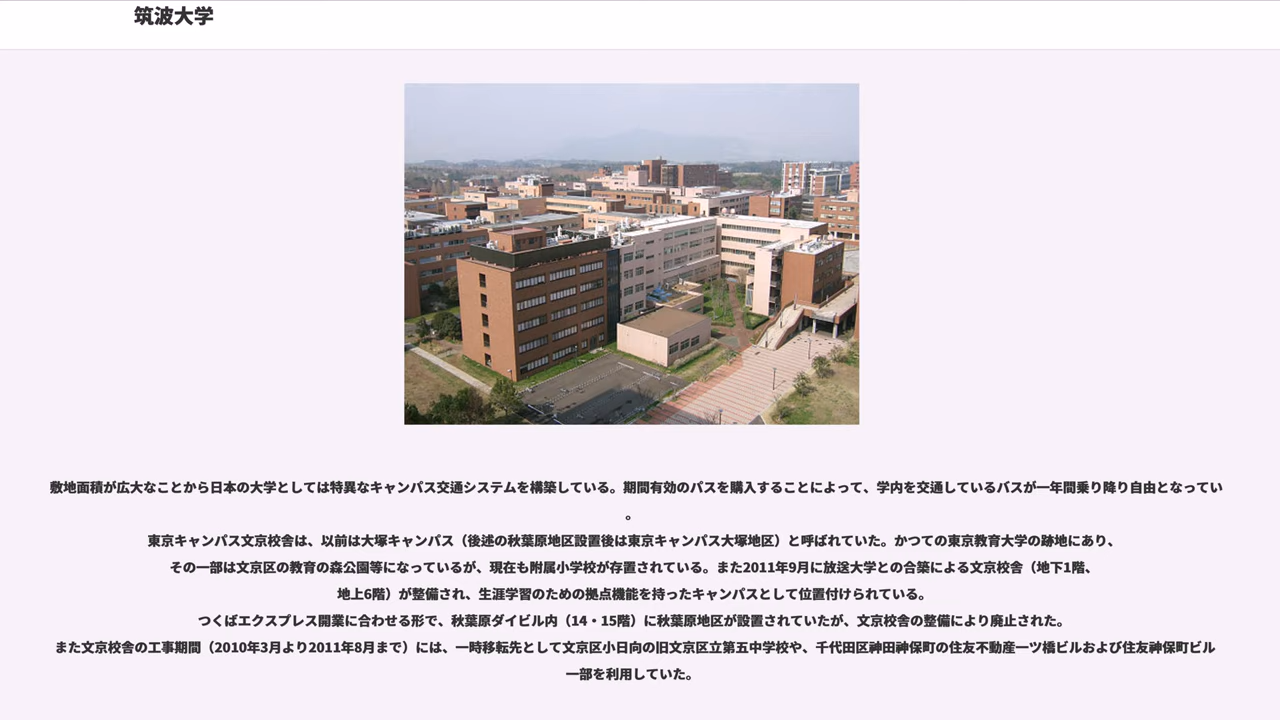 筑波大学
敷地面積が広大なことから日本の大学としては特異なキャンパス交通システムを構築している。期間有効のパスを購入することによって、学内を交通しているバスが一年間乗り降り自由となってい
。
東京キャンパス文京校舎は、以前は大塚キャンパス（後述の秋葉原地区設置後は東京キャンパス大塚地区）と呼ばれていた。かつての東京教育大学の跡地にあり、
その一部は文京区の教育の森公園等になっているが、現在も附属小学校が存置されている。また2011年9月に放送大学との合築による文京校舎（地下1階、
地上6階）が整備され、生涯学習のための拠点機能を持ったキャンパスとして位置付けられている。
つくばエクスプレス開業に合わせる形で、秋葉原ダイビル内（14・15階）に秋葉原地区が設置されていたが、文京校舎の整備により廃止された。
また文京校舎の工事期間（2010年3月より2011年8月まで）には、一時移転先として文京区小日向の旧文京区立第五中学校や、千代田区神田神保町の住友不動産一ツ橋ビルおよび住友神保町ビル
一部を利用していた。